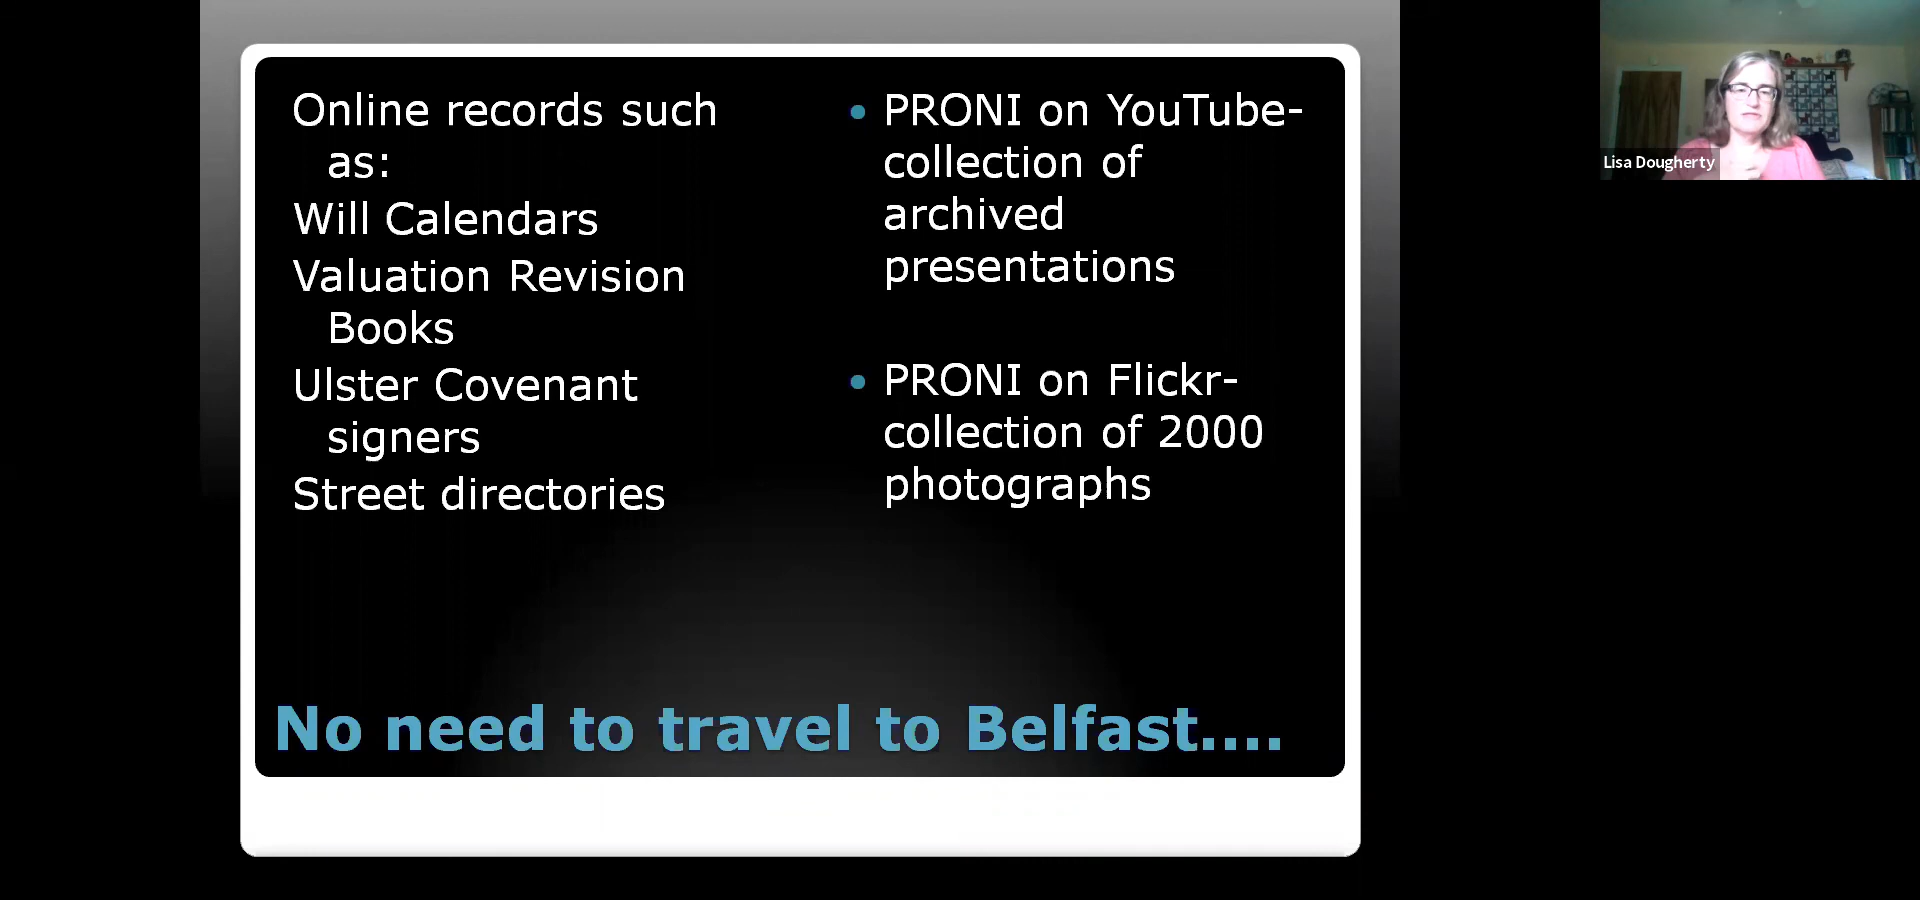 Online records such
as:
Will Calendars
Valuation Revision
Books
Ulster Covenant
signers
Street directories
• PRONI on YouTube-
collection of
archived
presentations
• PRONI on Flickr-
collection of 2000
photographs
No need to travel to Belfast....
Lisa Dougherty